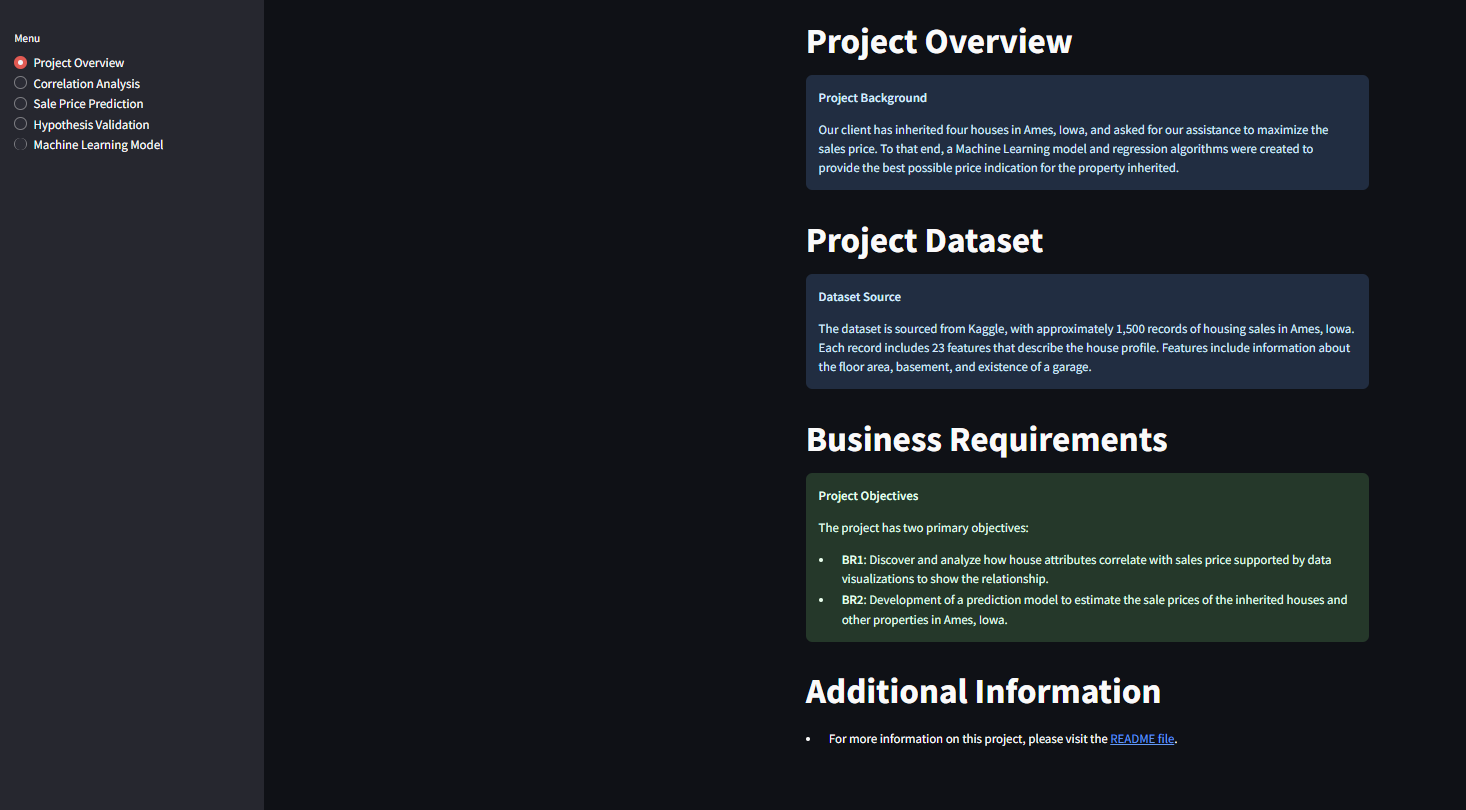 Menu
Project Overview
Correlation Analysis
Sale Price Prediction
Hypothesis Validation
Machine Learning Model
Project Overview
Project Background
Our client has inherited four houses in Ames, Iowa, and asked for our assistance to maximize the
sales price. To that end, a Machine Learning model and regression algorithms were created to
provide the best possible price indication for the property inherited.
Project Dataset
Dataset Source
The dataset is sourced from Kaggle, with approximately 1,500 records of housing sales in Ames, Iowa.
Each record includes 23 features that describe the house profile. Features include information about
the floor area, basement, and existence of a garage.
Business Requirements
Project Objectives
The project has two primary objectives:
• BR1: Discover and analyze how house attributes correlate with sales price supported by data
visualizations to show the relationship.
• BR2: Development of a prediction model to estimate the sale prices of the inherited houses and
other properties in Ames, Iowa.
Additional Information
• For more information on this project, please visit the README file.